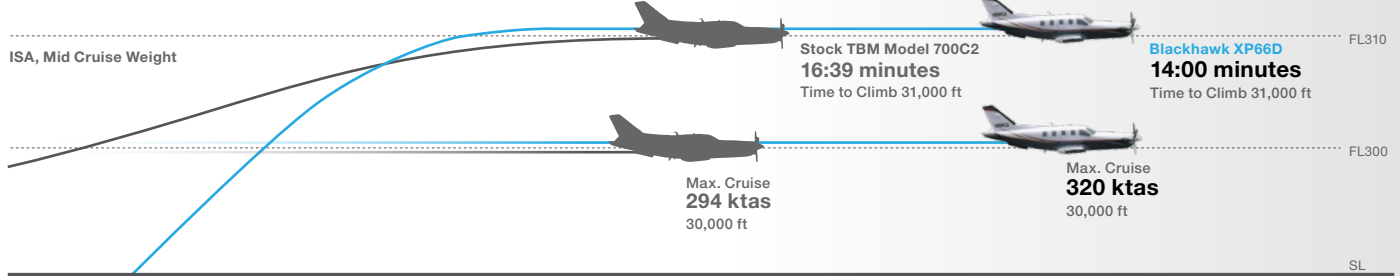 FL310
ISA, Mid Cruise Weight
Stock TBM Model 700C2
16:39 minutes
Time to Climb 31,000 ft
Blackhawk XP66D
14:00 minutes
Time to Climb 31,000 ft
FL300
Max. Cruise
294 ktas
30,000 ft
Max. Cruise
320 ktas
30,000 ft
SL